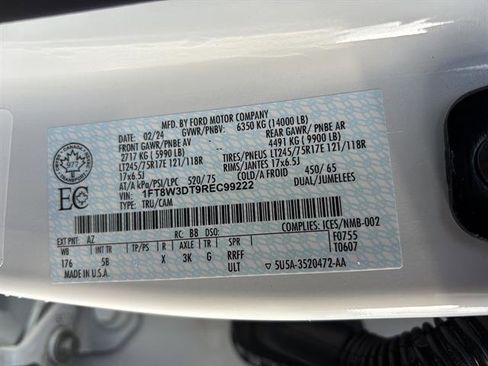 MFD. BY FORD MOTOR COMPANY
02/24 GVWR/PNBV: 6350 KG (14000 LB)
FRONT GAWR/PNBE AV
2717 KG ( 5990 LB)
LT245/75R17E 121/118R
17x6.5J
AT/A kPa/PSI/LPC 520/75
REAR GAWR/ PNBE AR
4491 KG ( 9900 LB)
TIRES/PNEUS LT245/75R17E 121/118R
RIMS/JANTES 17x6.5J
COLD/A FROID 450/65
DUAL/JUMELEES
VIN: 1FT8W3DT9REC99222
TYPE: TRU/CAM
EC
EXT PNT: AZ RC: BB DSO: COMPLIES: ICES/NMB-002
WB INT TR TP/PS R AXLE TR SPR F0755
176 5B X 3K G RRFF T0607
MADE IN U.S.A. ULT ▽ 5U5A-3520472-AA